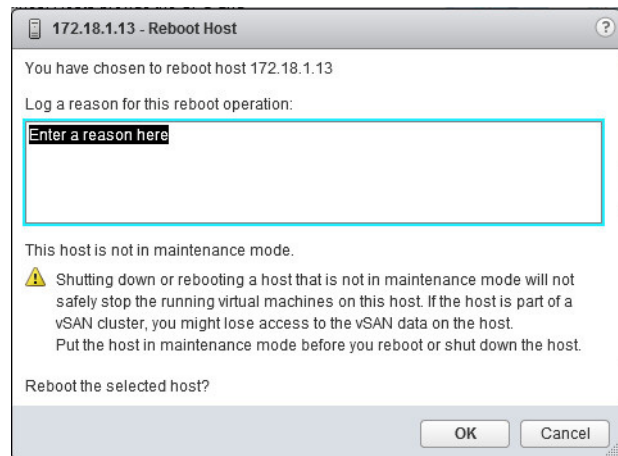 172.18.1.13 - Reboot Host
?
You have chosen to reboot host 172.18.1.13
Log a reason for this reboot operation:
Enter a reason here
This host is not in maintenance mode.
Shutting down or rebooting a host that is not in maintenance mode will not
safely stop the running virtual machines on this host. If the host is part of a
vSAN cluster, you might lose access to the vSAN data on the host.
Put the host in maintenance mode before you reboot or shut down the host.
Reboot the selected host?
OK Cancel